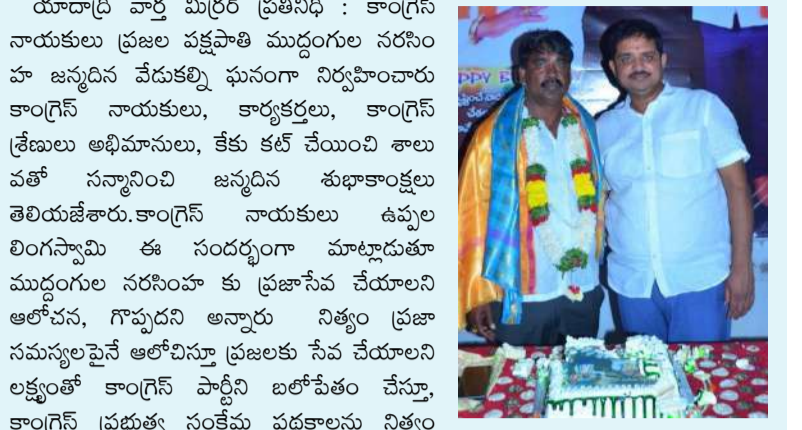 యాదాద్రి వార్త మిర్రర్ ప్రతినిధి : కాంగ్రెస్
నాయకులు ప్రజల పక్షపాతి ముద్దంగుల నరసిం
హ జన్మదిన వేడుకల్ని ఘనంగా నిర్వహించారు
కాంగ్రెస్ నాయకులు, కార్యకర్తలు, కాంగ్రెస్
శ్రేణులు అభిమానులు, కేకు కట్ చేయించి శాలు
వతో సన్మానించి జన్మదిన శుభాకాంక్షలు
తెలియజేశారు.కాంగ్రెస్ నాయకులు ఉప్పల
లింగస్వామి ఈ సందర్భంగా మాట్లాడుతూ
ముద్దంగుల నరసింహ కు ప్రజాసేవ చేయాలని
ఆలోచన, గొప్పదని అన్నారు నిత్యం ప్రజా
సమస్యలపైనే ఆలోచిస్తూ ప్రజలకు సేవ చేయాలని
లక్ష్యంతో కాంగ్రెస్ పార్టీని బలోపేతం చేస్తూ,
కాంగ్రెస్ ప్రభుత్వ సంక్షేమ పథకాలను నిత్యం